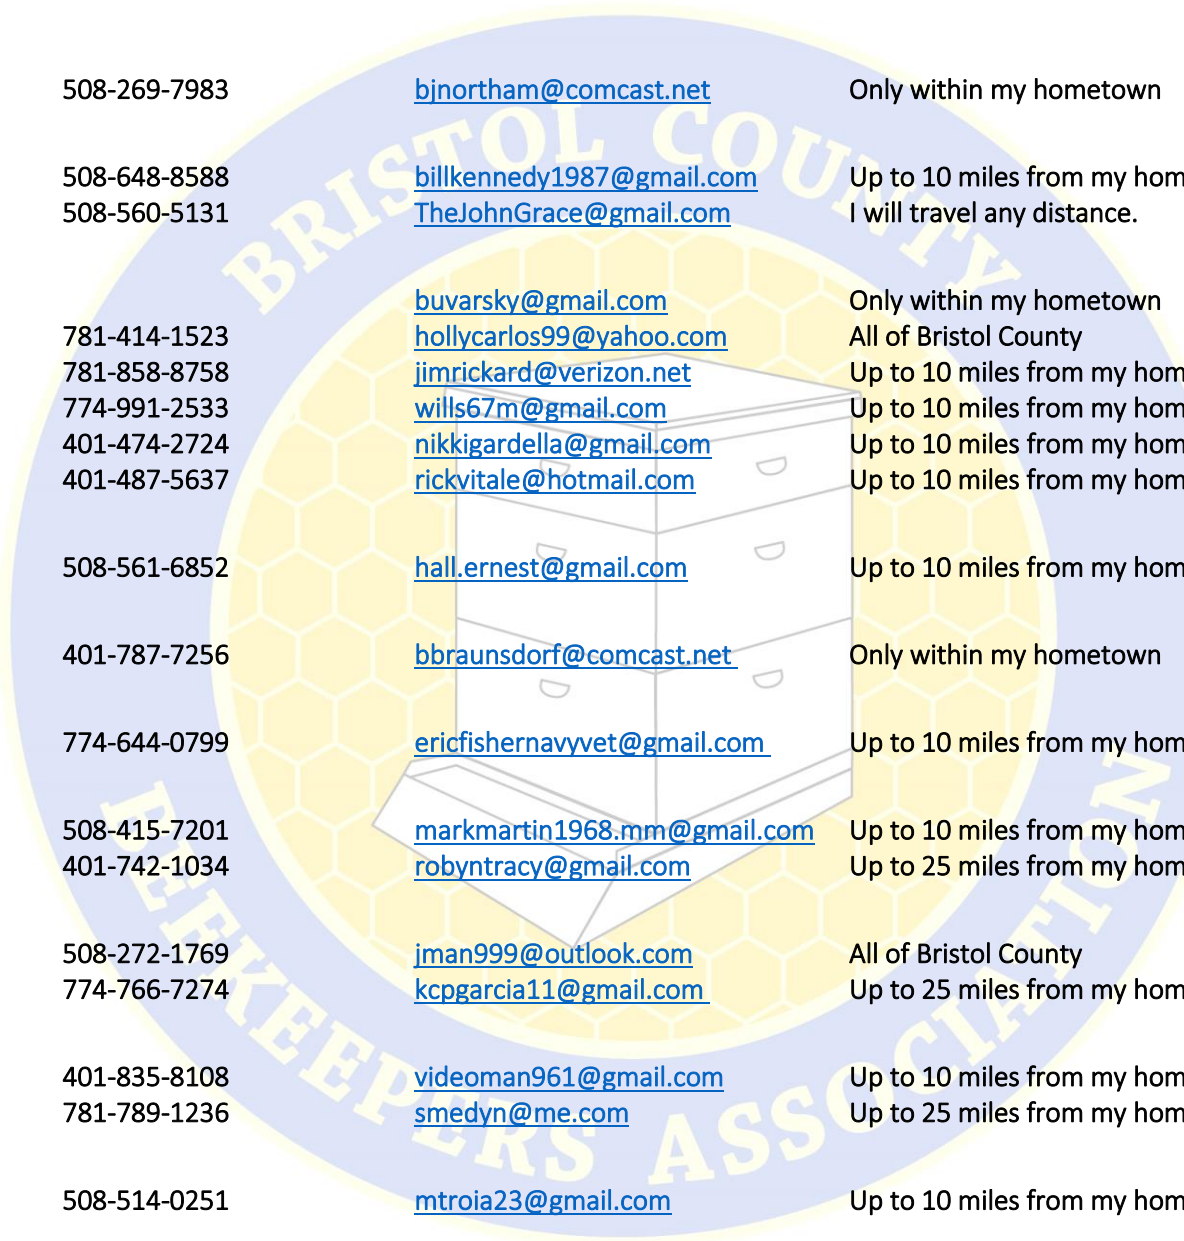 BRISTOL COUNTY
508-269-7983 bjnortham@comcast.net Only within my hometown
508-648-8588 billkennedy1987@gmail.com Up to 10 miles from my hom
508-560-5131 TheJohnGrace@gmail.com I will travel any distance.
buvarsky@gmail.com Only within my hometown
781-414-1523 hollycarlos99@yahoo.com All of Bristol County
781-858-8758 jimrickard@verizon.net Up to 10 miles from my hom
774-991-2533 wills67m@gmail.com Up to 10 miles from my hom
401-474-2724 nikkigardella@gmail.com Up to 10 miles from my hom
401-487-5637 rickvitale@hotmail.com Up to 10 miles from my hom
508-561-6852 hall.ernest@gmail.com Up to 10 miles from my hom
401-787-7256 bbraunsdorf@comcast.net Only within my hometown
774-644-0799 ericfishernavyvet@gmail.com Up to 10 miles from my hom
508-415-7201 markmartin1968.mm@gmail.com Up to 10 miles from my hom
401-742-1034 robyntracy@gmail.com Up to 25 miles from my hom
508-272-1769 jman999@outlook.com All of Bristol County
774-766-7274 kcpgarcia11@gmail.com Up to 25 miles from my hom
401-835-8108 videoman961@gmail.com Up to 10 miles from my hom
781-789-1236 smedyn@me.com Up to 25 miles from my hom
508-514-0251 mtroia23@gmail.com Up to 10 miles from my hom
BEEKEEPERS ASSOCIATION